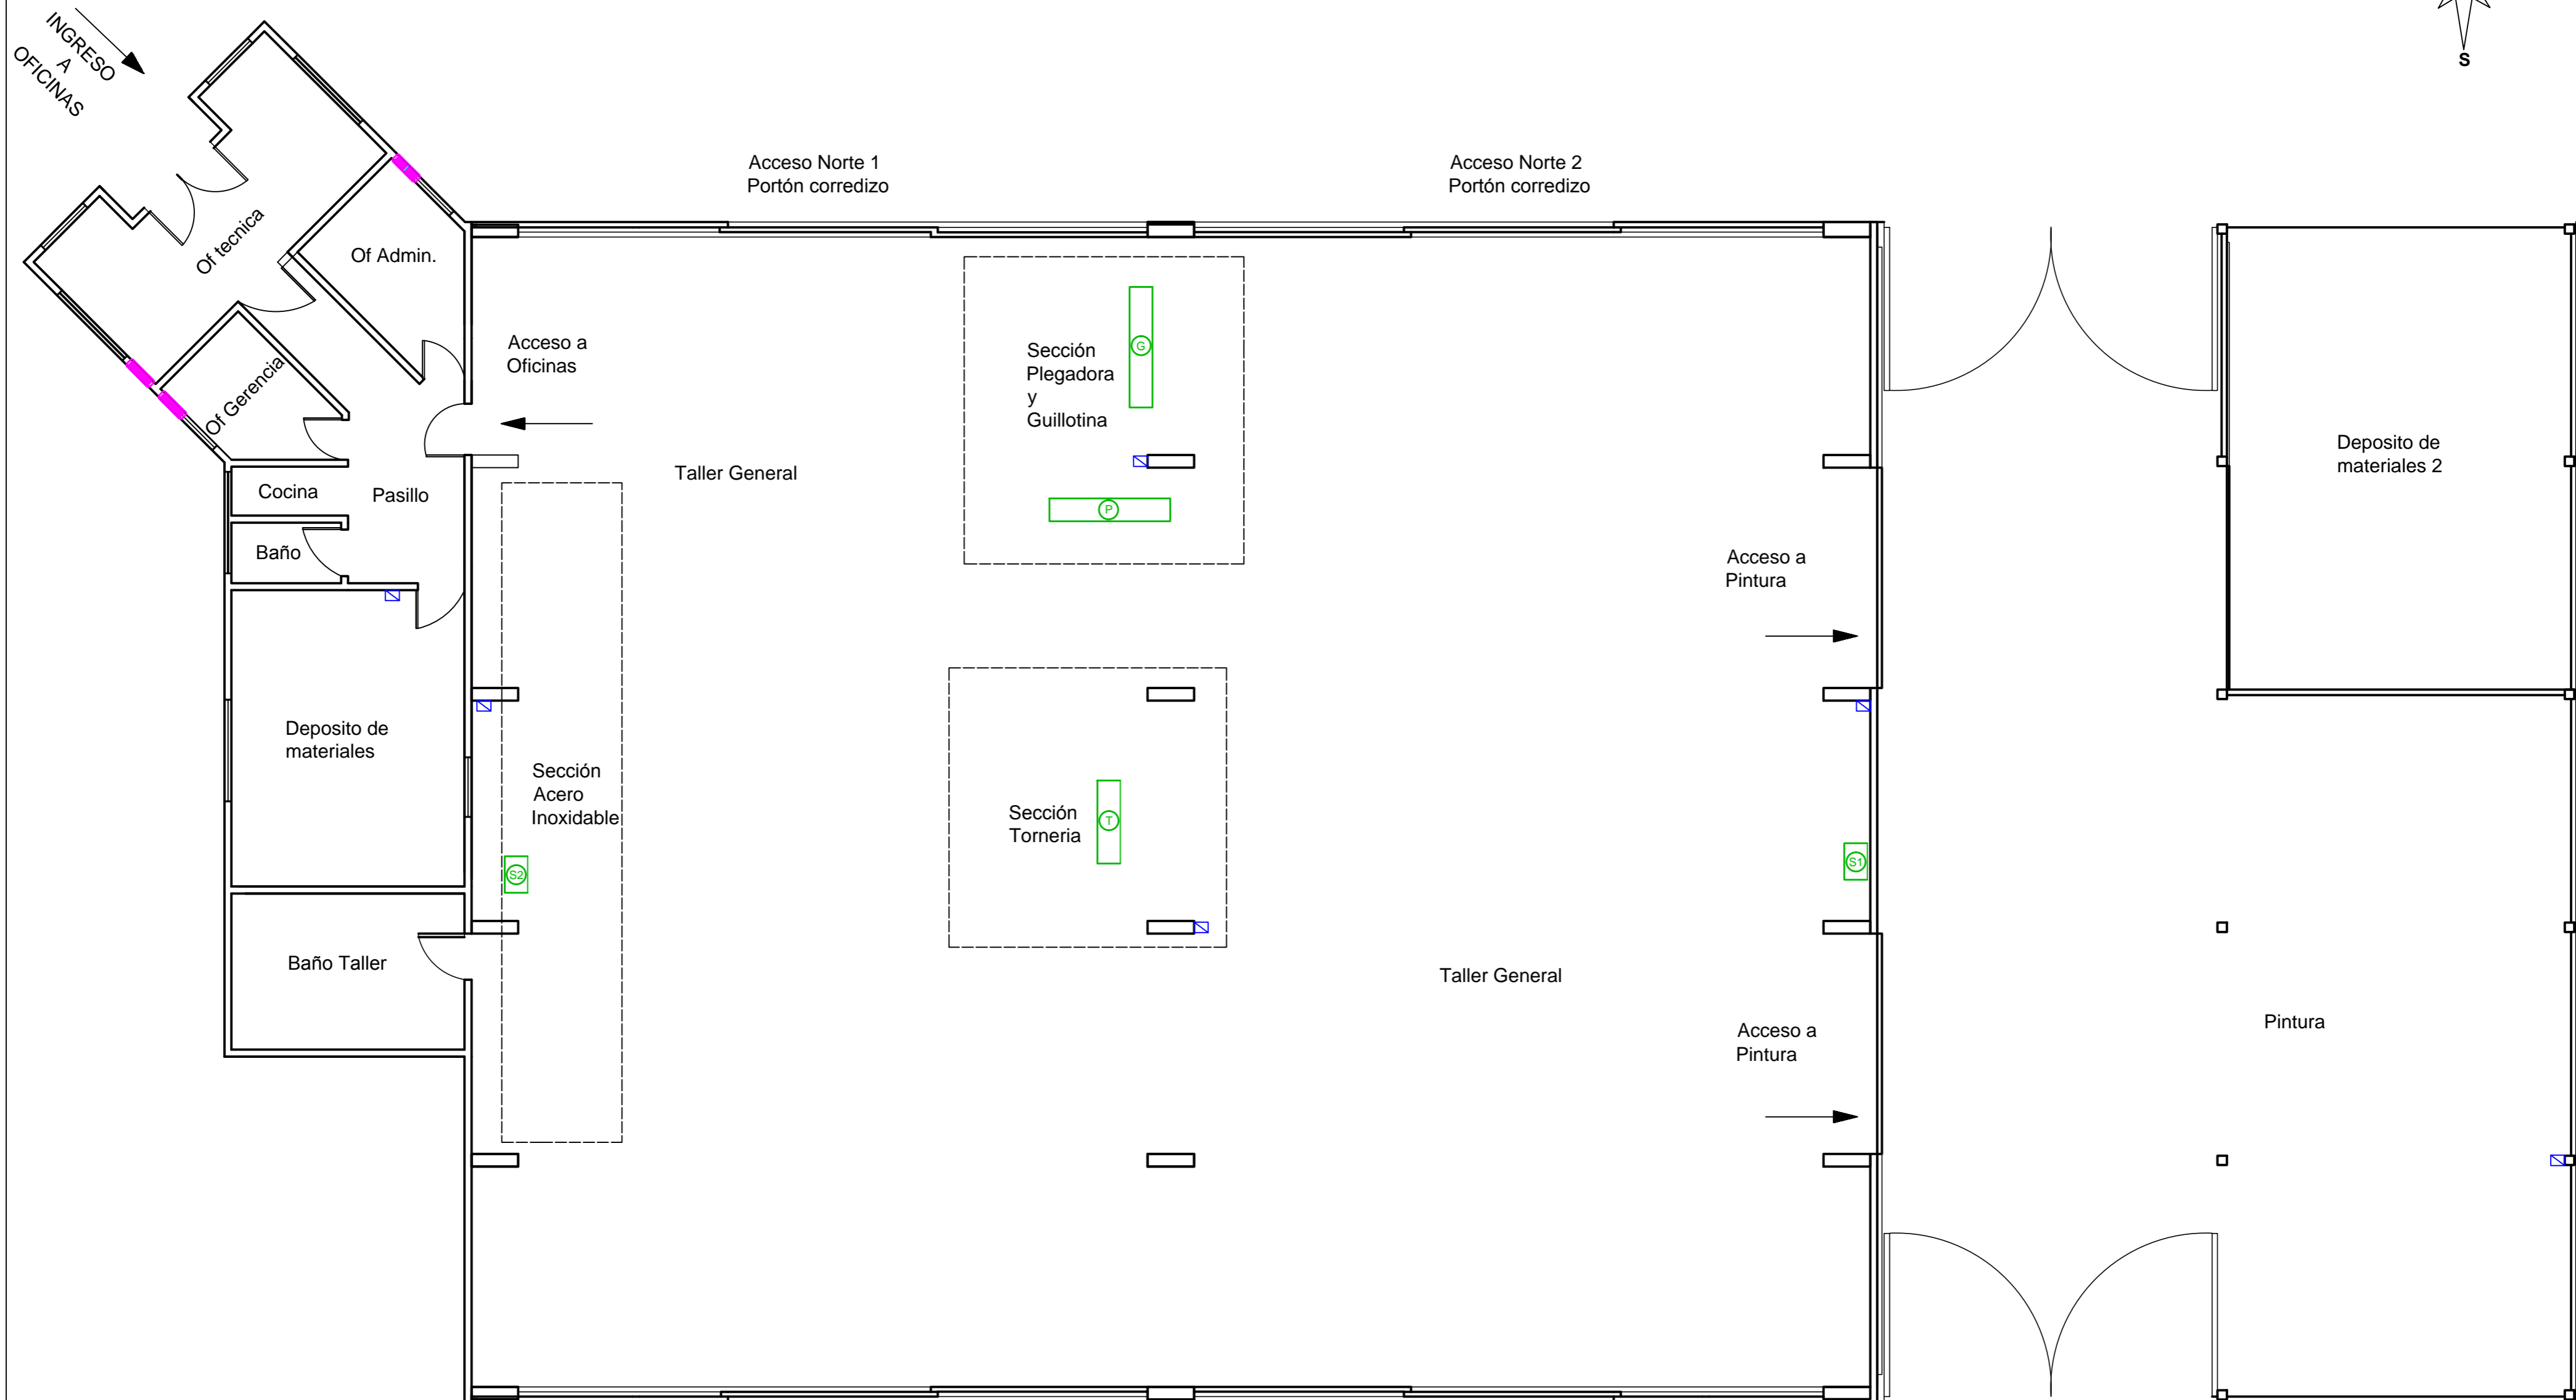 INGRESO
A
OFICINAS
S
Acceso Norte 1
Portón corredizo
Acceso Norte 2
Portón corredizo
Of tecnica
Of Admin.
Of Gerencia
Acceso a
Oficinas
Sección
Plegadora
y
Guillotina
G
P
Taller General
Deposito de
materiales 2
Cocina
Pasillo
Baño
Acceso a
Pintura
Deposito de
materiales
Sección
Acero
Inoxidable
S2
Sección
Torneria
T
S1
Baño Taller
Taller General
Acceso a
Pintura
Pintura